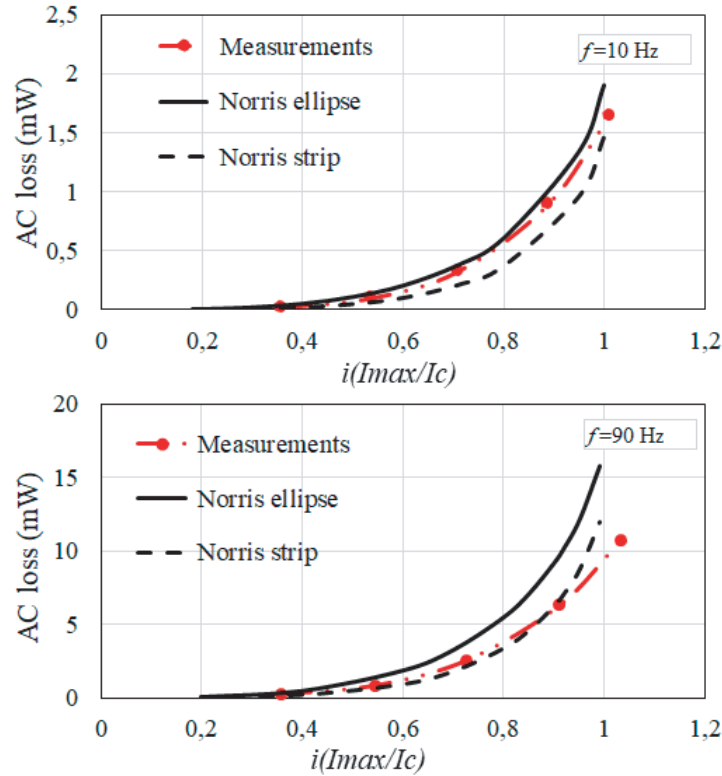 2,5
2
1,5
1
0,5
0
AC loss (mW)
Measurements
Norris ellipse
Norris strip
f=10 Hz
0 0,2 0,4 0,6 0,8 1 1,2
i(Imax/Ic)
20
15
10
5
0
AC loss (mW)
Measurements
Norris ellipse
Norris strip
f=90 Hz
0 0,2 0,4 0,6 0,8 1 1,2
i(Imax/Ic)